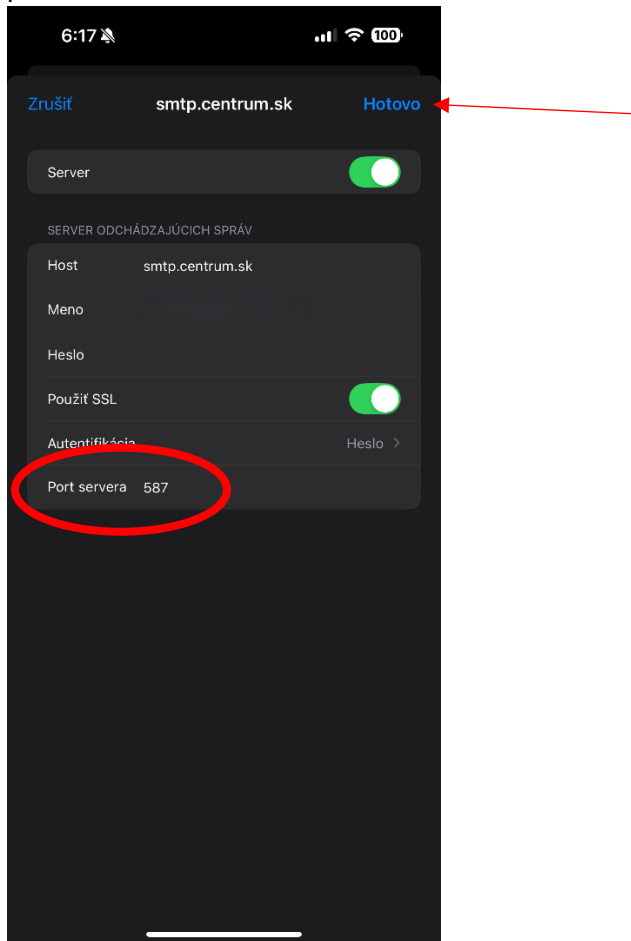 6:17
100
Zrušiť smtp.centrum.sk Hotovo
Server
SERVER ODCHÁDZAJÚCICH SPRÁV
Host smtp.centrum.sk
Meno
Heslo
Použiť SSL
Autentifikácia Heslo
Port servera 587